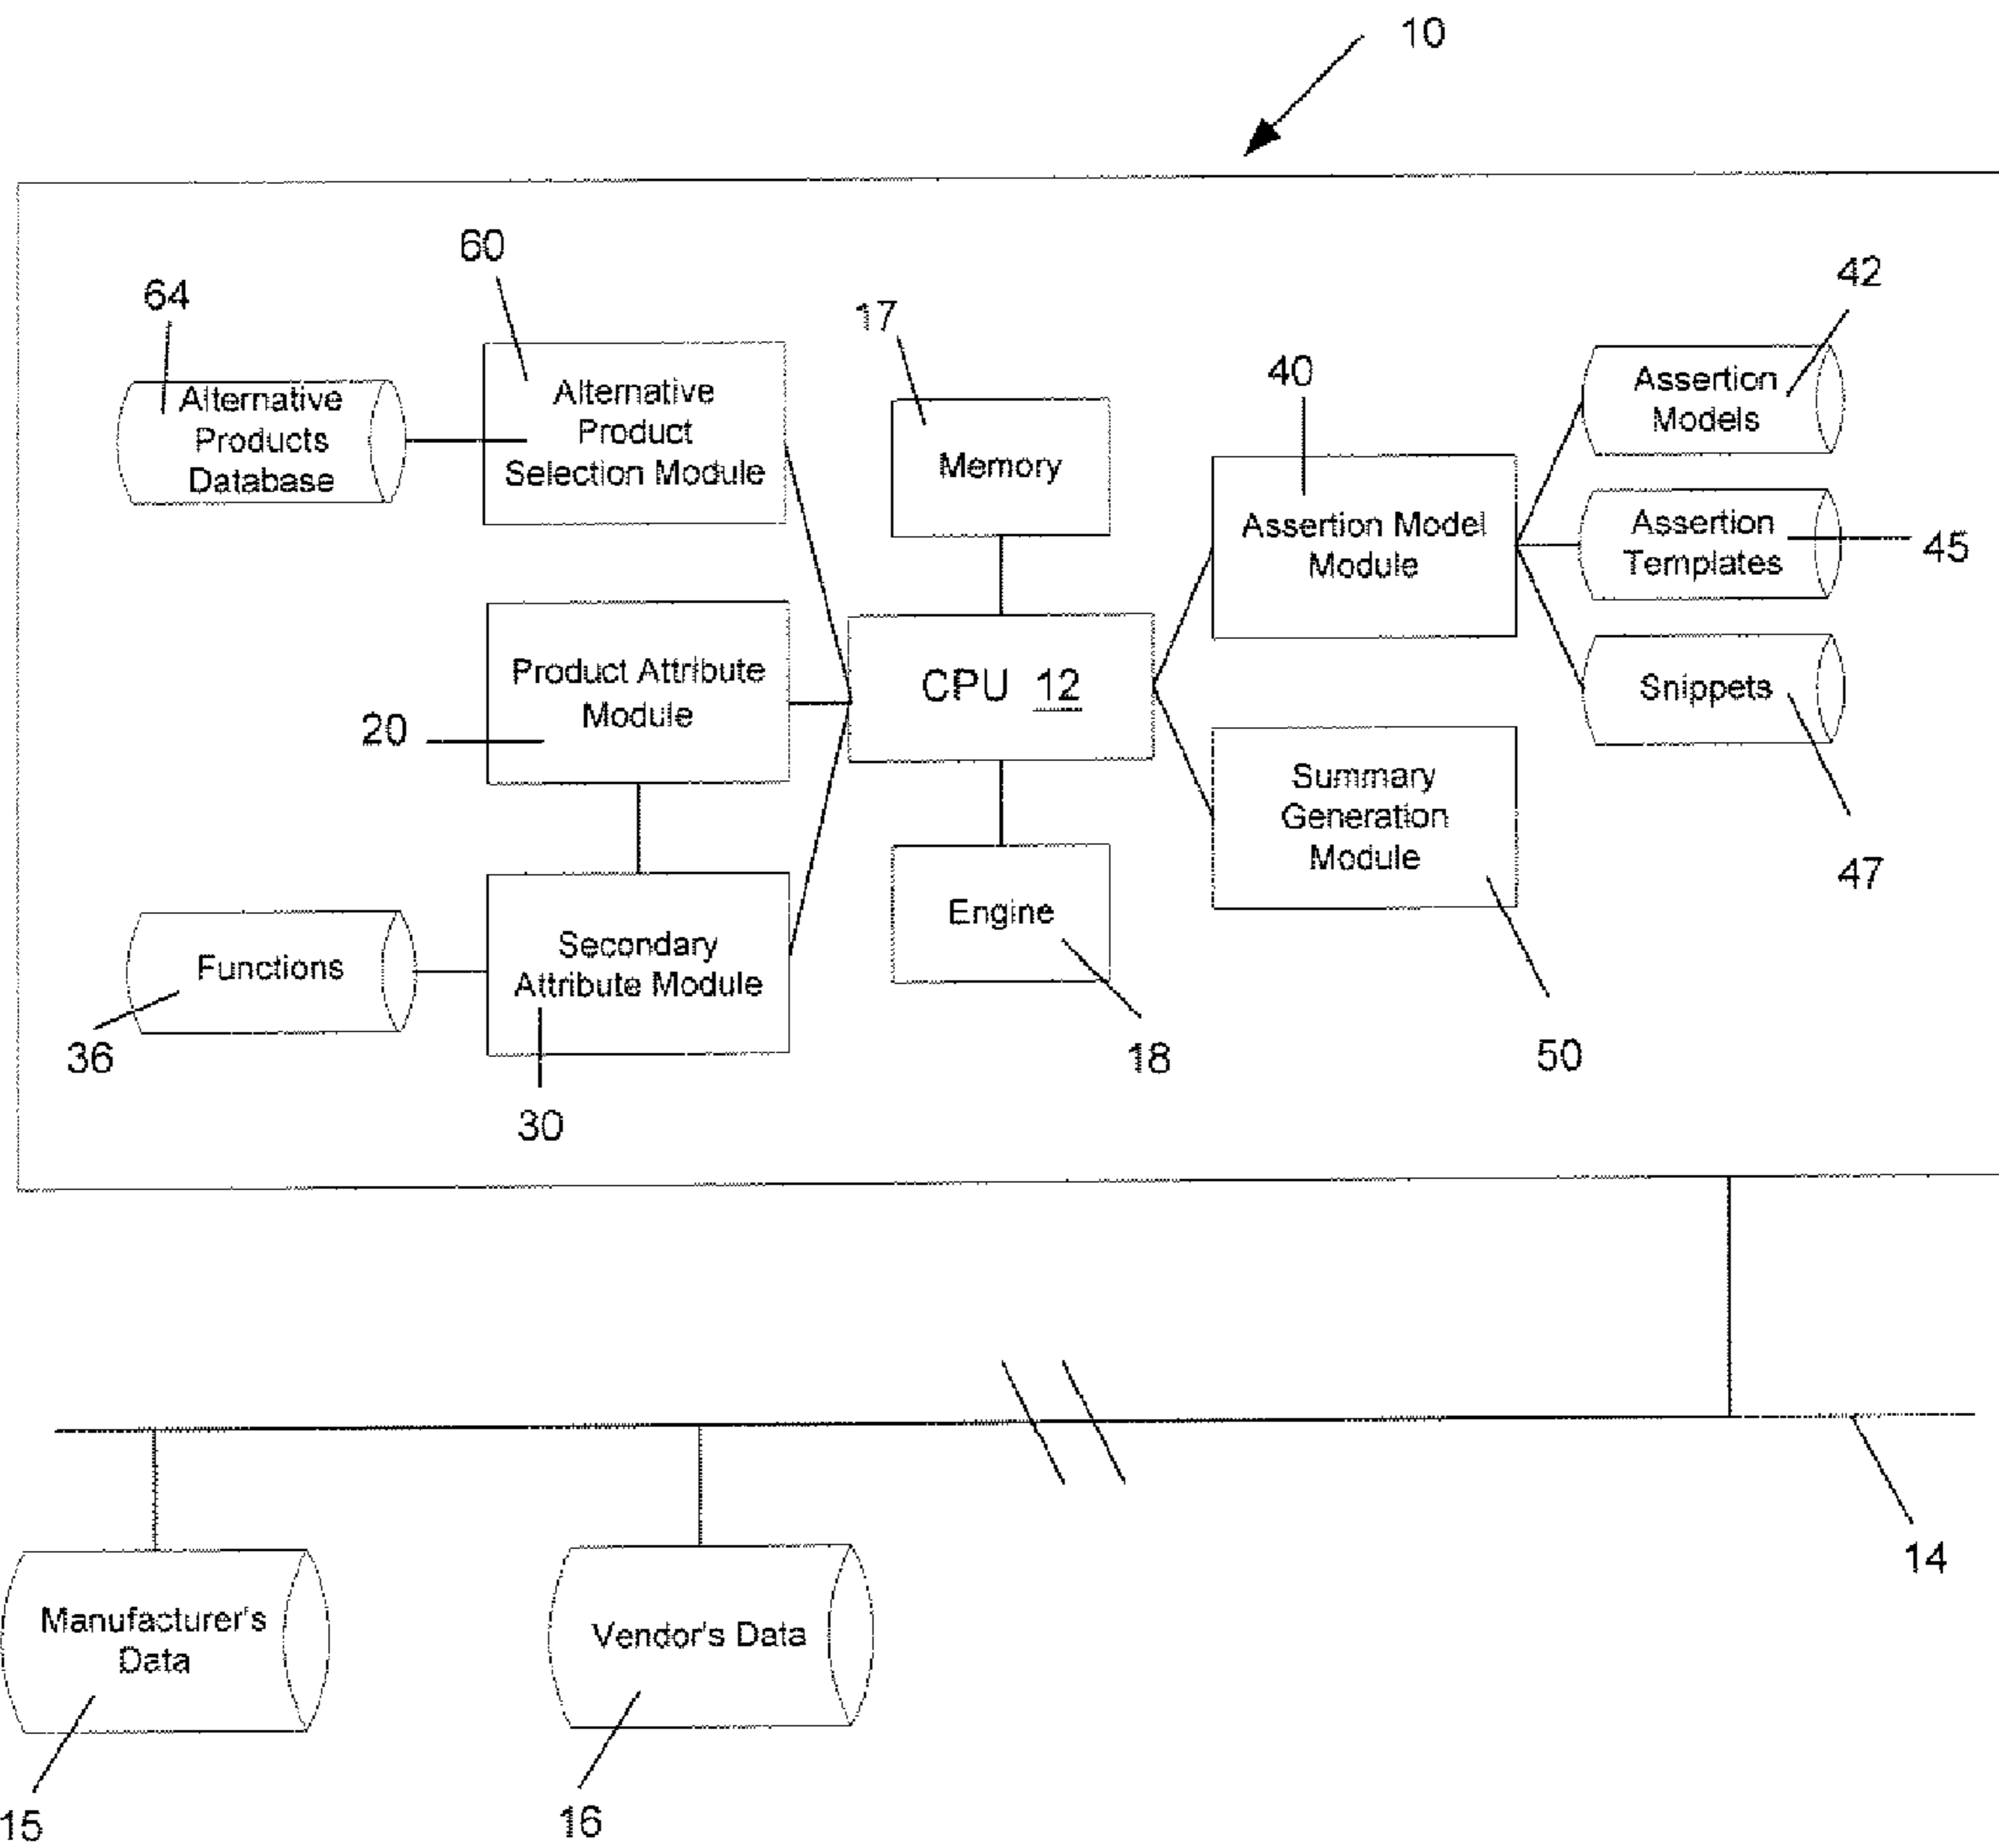 10
60
64
17
42
40
Alternative
Products
Database
Alternative
Product
Selection Module
Memory
Assertion Model
Module
Assertion
Models
Assertion
Templates
45
Snippets
Product Attribute
Module
20
CPU 12
Summary
Generation
Module
47
Functions
36
Secondary
Attribute Module
30
Engine
18
50
14
Manufacturer's
Data
Vendor's Data
15
16